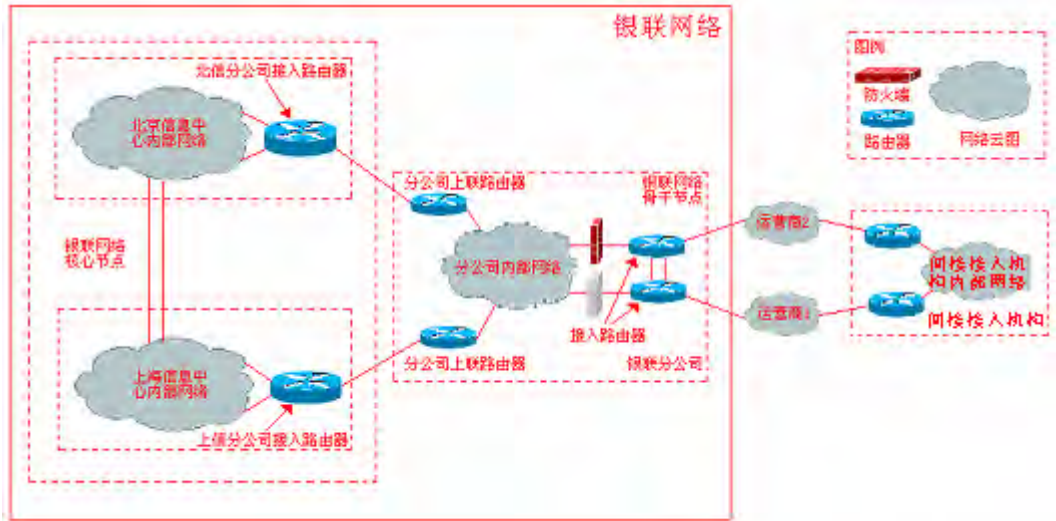 银联网络
北信分公司接入路由器
北京信息中
心内部网络
银联网络
核心节点
上海信息中
心内部网络
上信分公司接入路由器
分公司上联路由器
银联网络
骨干节点
分公司内部网络
接入路由器
分公司上联路由器
银联分公司
运营商2
运营商1
图例
防火墙
路由器
网络云图
间接接入机
构内部网络
间接接入机构